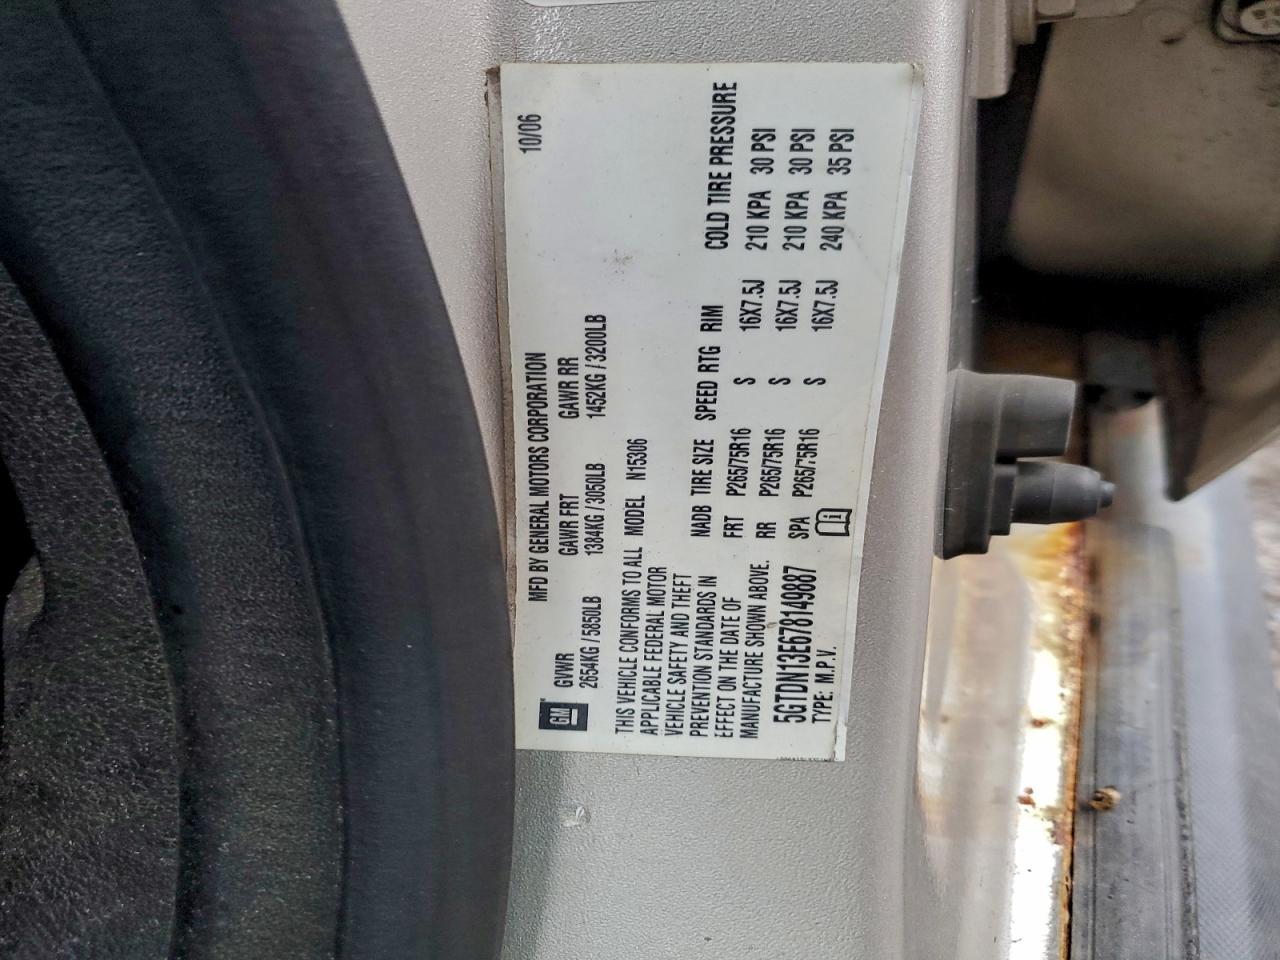 MFD BY GENERAL MOTORS CORPORATION 10/06
GM GVWR GAWR FRT GAWR RR
2654KG / 5850LB 1384KG / 3050LB 1452KG / 3200LB
THIS VEHICLE CONFORMS TO ALL MODEL N15306
APPLICABLE FEDERAL MOTOR
VEHICLE SAFETY AND THEFT
PREVENTION STANDARDS IN
EFFECT ON THE DATE OF
MANUFACTURE SHOWN ABOVE.
5GTDN13E678149887
TYPE: M.P.V.
NADB TIRE SIZE SPEED RTG RIM COLD TIRE PRESSURE
FRT P265/75R16 S 16X7.5J 210 KPA 30 PSI
RR P265/75R16 S 16X7.5J 210 KPA 30 PSI
SPA P265/75R16 S 16X7.5J 240 KPA 35 PSI